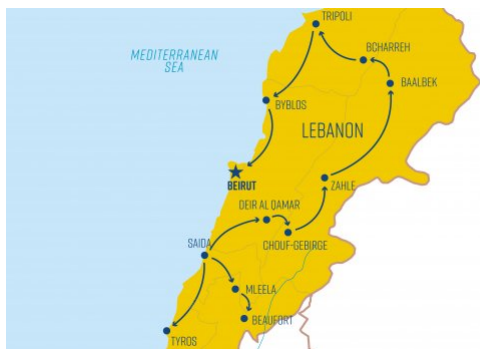 TRIPOLI
MEDITERRANEAN
SEA
BCHARREH
BAALBEK
BYBLOS
LEBANON
BEIRUT
ZAHLE
DEIR AL QAMAR
CHOUF-GEBIRGE
SAIDA
MLEELA
BEAUFORT
TYROS